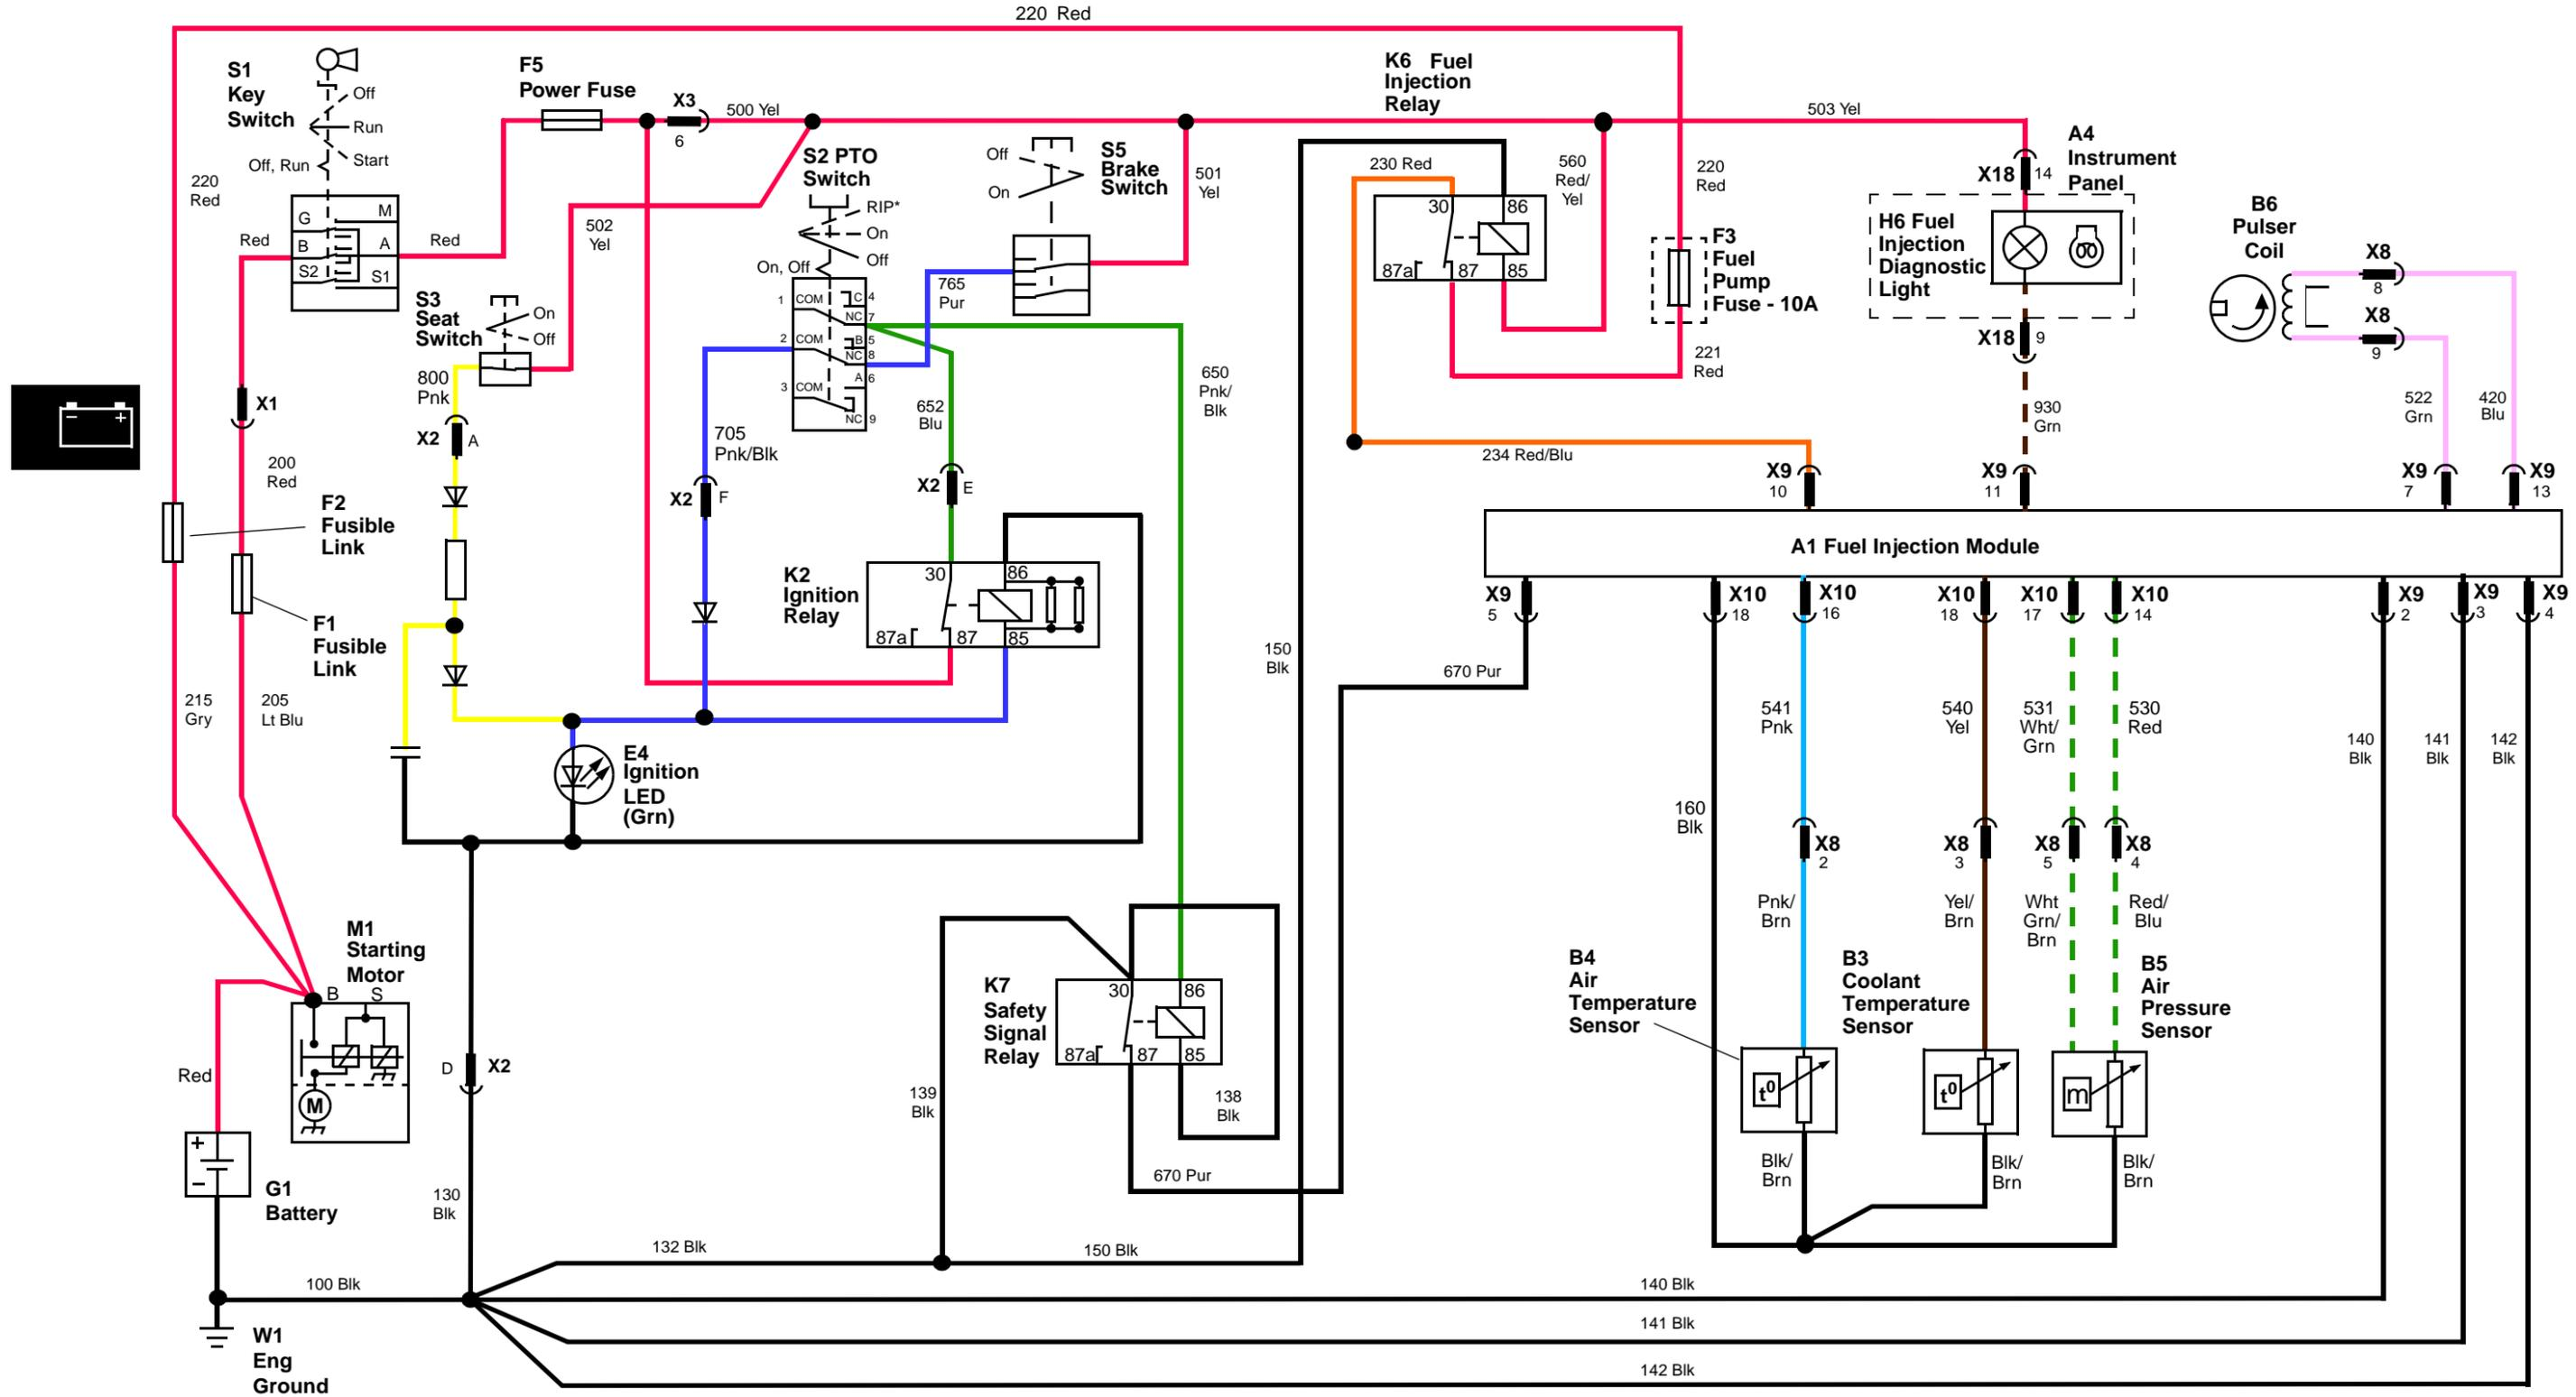 220 Red
S1
Key
Switch
Off
Run
Start
Off, Run
220
Red
G
B
S2
M
A
S1
Red
Red
F5
Power Fuse
X3
6
500 Yel
S2 PTO
Switch
RIP*
On
Off
On, Off
1 COM C 4
NC 7
2 COM B 5
NC 8
A 6
3 COM
NC 9
502
Yel
S3
Seat
Switch
On
Off
800
Pnk
X2 A
X1
200
Red
F2
Fusible
Link
F1
Fusible
Link
215
Gry
205
Lt Blu
S5
Brake
Switch
Off
On
501
Yel
765
Pur
705
Pnk/Blk
X2 F
652
Blu
X2 E
650
Pnk/
Blk
K2
Ignition
Relay
30
86
87a
87
85
E4
Ignition
LED
(Grn)
K6 Fuel
Injection
Relay
230 Red
560
Red/
Yel
30
86
87a
87
85
220
Red
F3
Fuel
Pump
Fuse - 10A
221
Red
503 Yel
A4
Instrument
Panel
X18 14
H6 Fuel
Injection
Diagnostic
Light
X18 9
930
Grn
B6
Pulser
Coil
X8
8
X8
9
522
Grn
420
Blu
234 Red/Blu
X9
10
X9
11
X9
7
X9
13
A1 Fuel Injection Module
X9
5
X10
18
X10
16
X10
18
X10
17
X10
14
X9
2
X9
3
X9
4
150
Blk
670 Pur
541
Pnk
540
Yel
531
Wht/
Grn
530
Red
140
Blk
141
Blk
142
Blk
160
Blk
X8
2
X8
3
X8
5
X8
4
Pnk/
Brn
Yel/
Brn
Wht
Grn/
Brn
Red/
Blu
B4
Air
Temperature
Sensor
B3
Coolant
Temperature
Sensor
B5
Air
Pressure
Sensor
t0
t0
m
Blk/
Brn
Blk/
Brn
Blk/
Brn
M1
Starting
Motor
B
S
M
Red
G1
Battery
D X2
130
Blk
K7
Safety
Signal
Relay
30
86
87a
87
85
139
Blk
138
Blk
670 Pur
132 Blk
150 Blk
100 Blk
140 Blk
141 Blk
142 Blk
W1
Eng
Ground